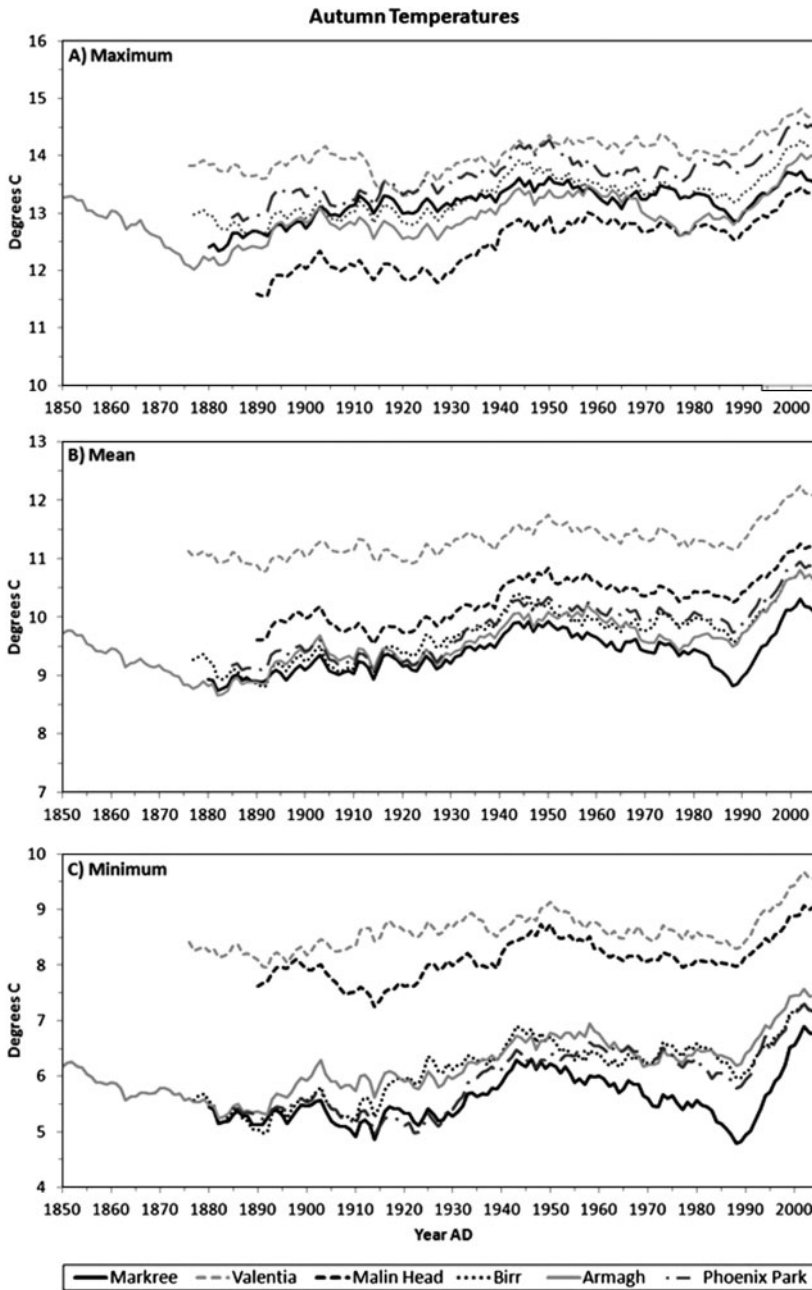 Autumn Temperatures
A) Maximum
16
15
14
13
12
11
10
Degrees C
1850 1860 1870 1880 1890 1900 1910 1920 1930 1940 1950 1960 1970 1980 1990 2000
B) Mean
13
12
11
10
9
8
7
Degrees C
1850 1860 1870 1880 1890 1900 1910 1920 1930 1940 1950 1960 1970 1980 1990 2000
C) Minimum
10
9
8
7
6
5
4
Degrees C
1850 1860 1870 1880 1890 1900 1910 1920 1930 1940 1950 1960 1970 1980 1990 2000
Year AD
Markree Valentia Malin Head Birr Armagh Phoenix Park